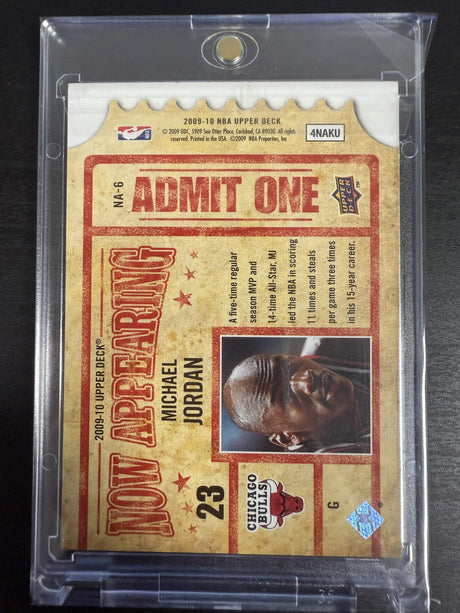 2009-10 NBA UPPER DECK
© 2009 UDC, 5909 Sea Otter Place, Carlsbad, CA 92010. All rights
reserved. Printed in the USA. ©2009 NBA Properties, Inc
4NAKU
NA-6
ADMIT ONE
UPPER
DECK
2009-10 UPPER DECK®
NOW APPEARING
MICHAEL
JORDAN
A five-time regular
season MVP and
14-time All-Star, MJ
led the NBA in scoring
11 times and steals
per game three times
in his 15-year career.
23
CHICAGO
BULLS
G